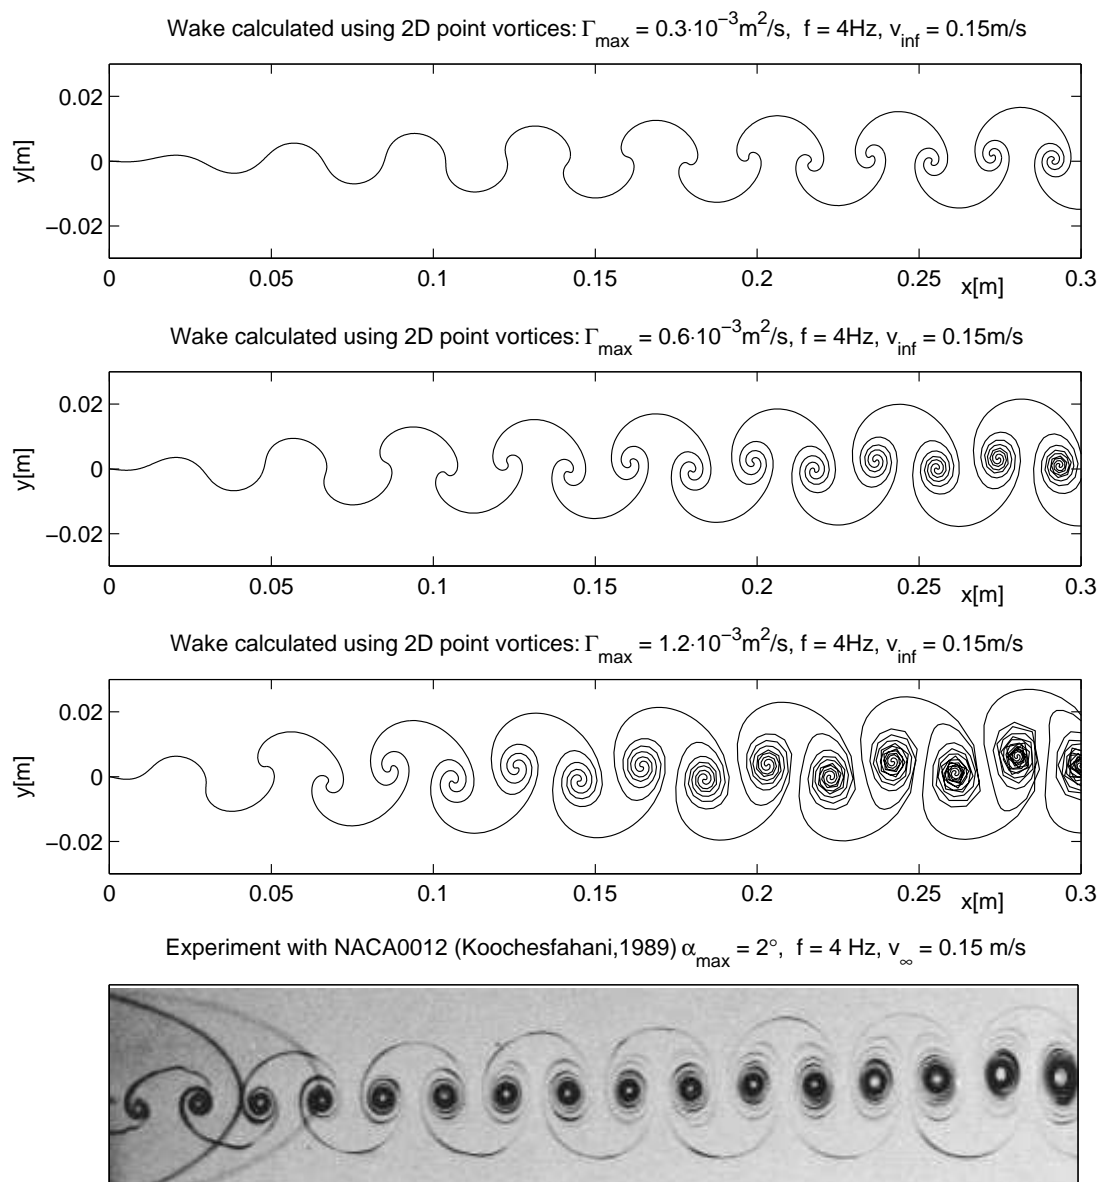 Wake calculated using 2D point vortices: Γmax = 0.3·10−3m2/s, f = 4Hz, vinf = 0.15m/s
0.02
0
−0.02
y[m]
0 0.05 0.1 0.15 0.2 0.25 0.3
x[m]
Wake calculated using 2D point vortices: Γmax = 0.6·10−3m2/s, f = 4Hz, vinf = 0.15m/s
0.02
0
−0.02
y[m]
0 0.05 0.1 0.15 0.2 0.25 0.3
x[m]
Wake calculated using 2D point vortices: Γmax = 1.2·10−3m2/s, f = 4Hz, vinf = 0.15m/s
0.02
0
−0.02
y[m]
0 0.05 0.1 0.15 0.2 0.25 0.3
x[m]
Experiment with NACA0012 (Koochesfahani,1989) αmax = 2°, f = 4 Hz, v∞ = 0.15 m/s